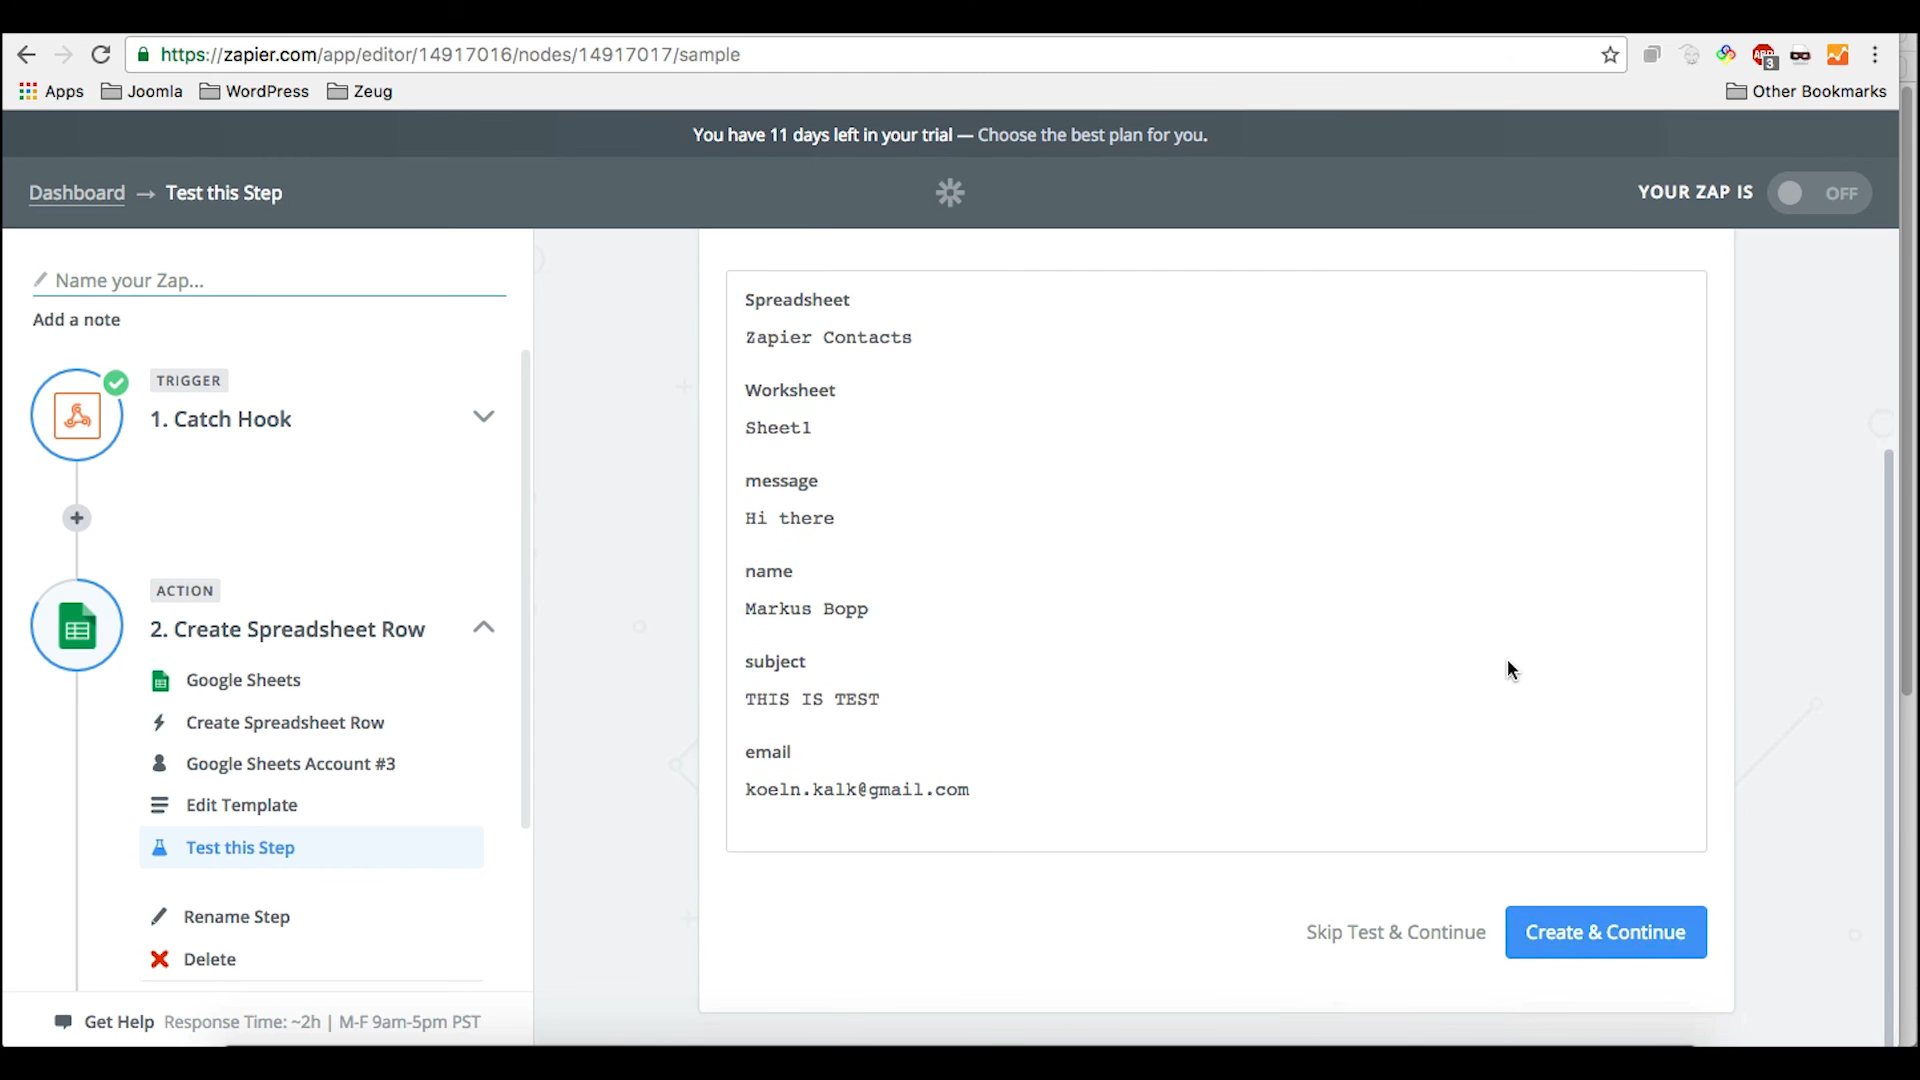 https://zapier.com/app/editor/14917016/nodes/14917017/sample
3
Apps Joomla WordPress Zeug Other Bookmarks
You have 11 days left in your trial — Choose the best plan for you.
Dashboard → Test this Step
YOUR ZAP IS OFF
Name your Zap...
Add a note
TRIGGER
1. Catch Hook
ACTION
2. Create Spreadsheet Row
Google Sheets
Create Spreadsheet Row
Google Sheets Account #3
Edit Template
Test this Step
Rename Step
Delete
Get Help Response Time: ~2h | M-F 9am-5pm PST
Spreadsheet
Zapier Contacts
Worksheet
Sheet1
message
Hi there
name
Markus Bopp
subject
THIS IS TEST
email
koeln.kalk@gmail.com
Skip Test & Continue Create & Continue